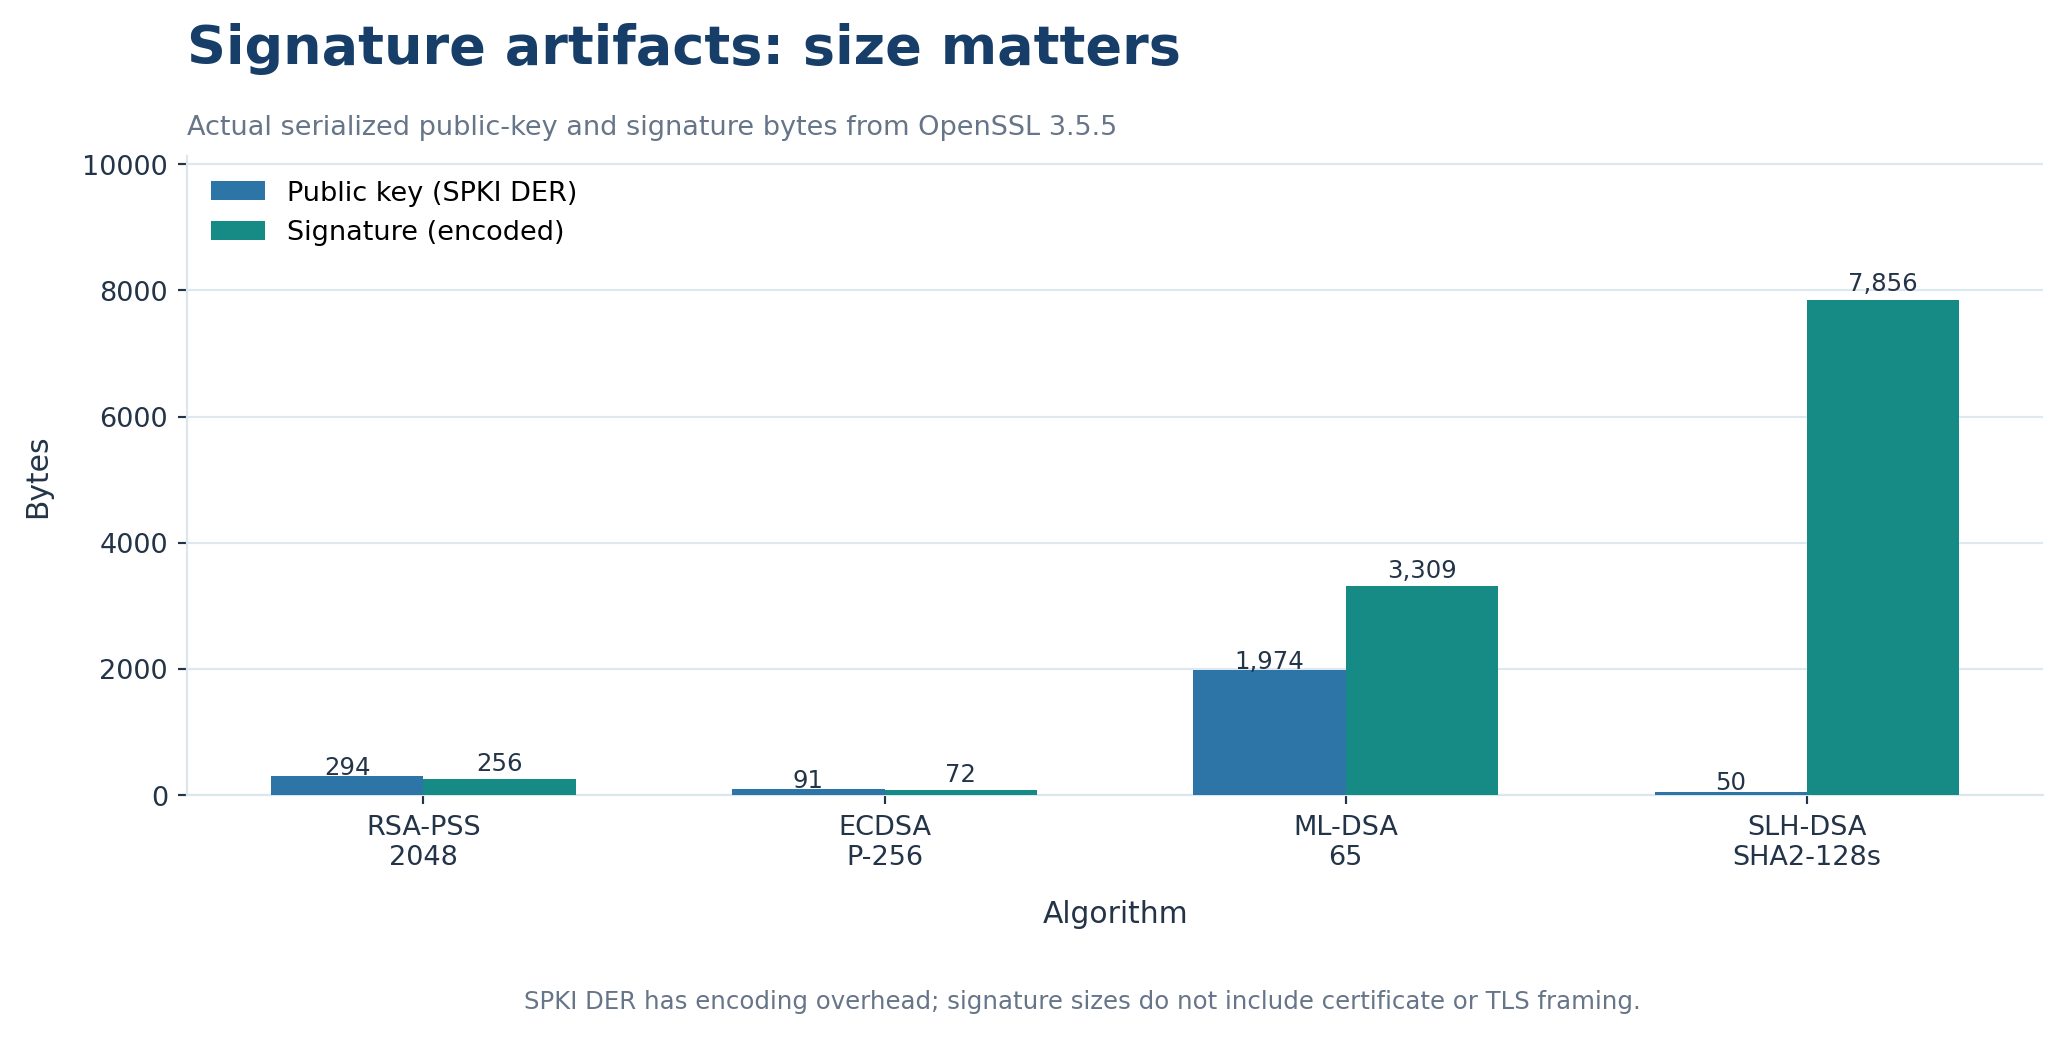 Signature artifacts: size matters
Actual serialized public-key and signature bytes from OpenSSL 3.5.5
10000
Public key (SPKI DER)
Signature (encoded)
8000
7,856
6000
Bytes
4000
3,309
2000
1,974
294
256
91
72
50
0
RSA-PSS
2048
ECDSA
P-256
ML-DSA
65
SLH-DSA
SHA2-128s
Algorithm
SPKI DER has encoding overhead; signature sizes do not include certificate or TLS framing.